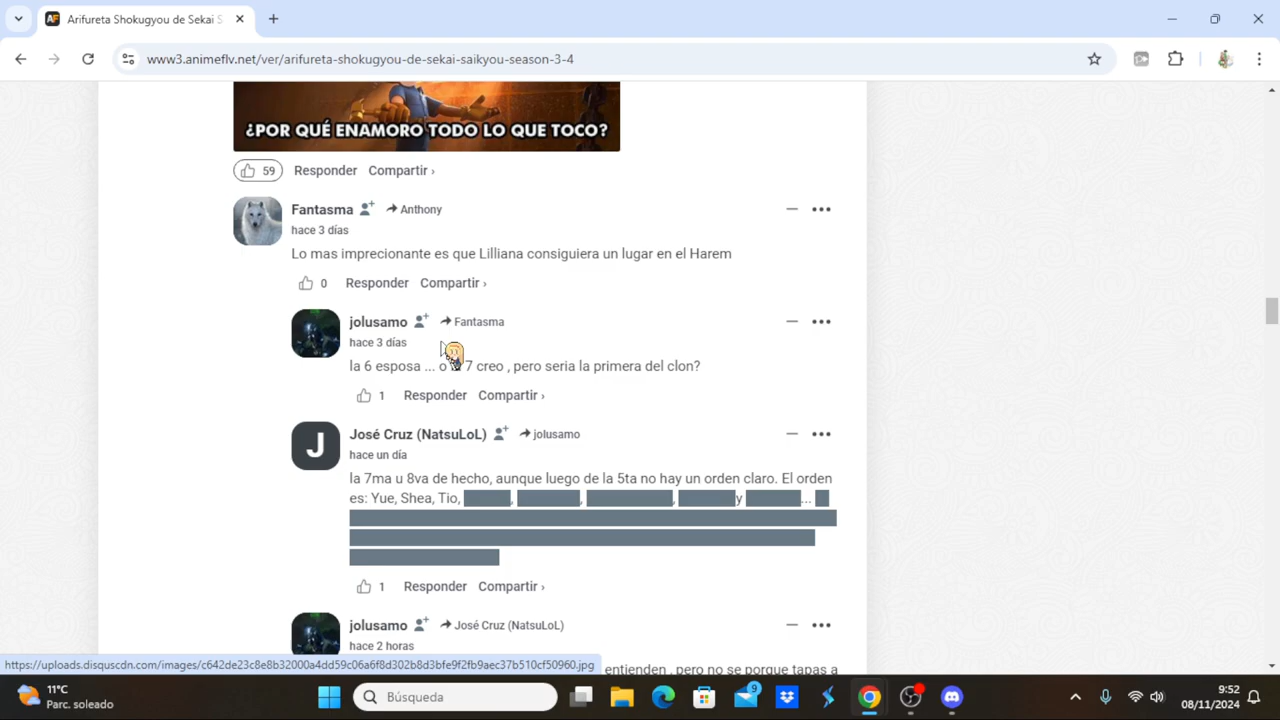 Arifureta Shokugyou de Sekai S
www3.animeflv.net/ver/arifureta-shokugyou-de-sekai-saikyou-season-3-4
¿POR QUÉ ENAMORO TODO LO QUE TOCO?
59 Responder Compartir ›
Fantasma Anthony
hace 3 días
Lo mas imprecionante es que Lilliana consiguiera un lugar en el Harem
0 Responder Compartir ›
jolusamo Fantasma
hace 3 días
la 6 esposa ... o 7 creo , pero seria la primera del clon?
1 Responder Compartir ›
J José Cruz (NatsuLoL) jolusamo
hace un día
la 7ma u 8va de hecho, aunque luego de la 5ta no hay un orden claro. El orden
es: Yue, Shea, Tio, , , , y ...
1 Responder Compartir ›
jolusamo José Cruz (NatsuLoL)
hace 2 horas
entienden , pero no se porque tapas a
https://uploads.disquscdn.com/images/c642de23c8e8b32000a4dd59c06a6f8d302b8d3bfe9f2fb9aec37b510cf50960.jpg
11°C
Parc. soleado
Búsqueda
9
9:52
08/11/2024